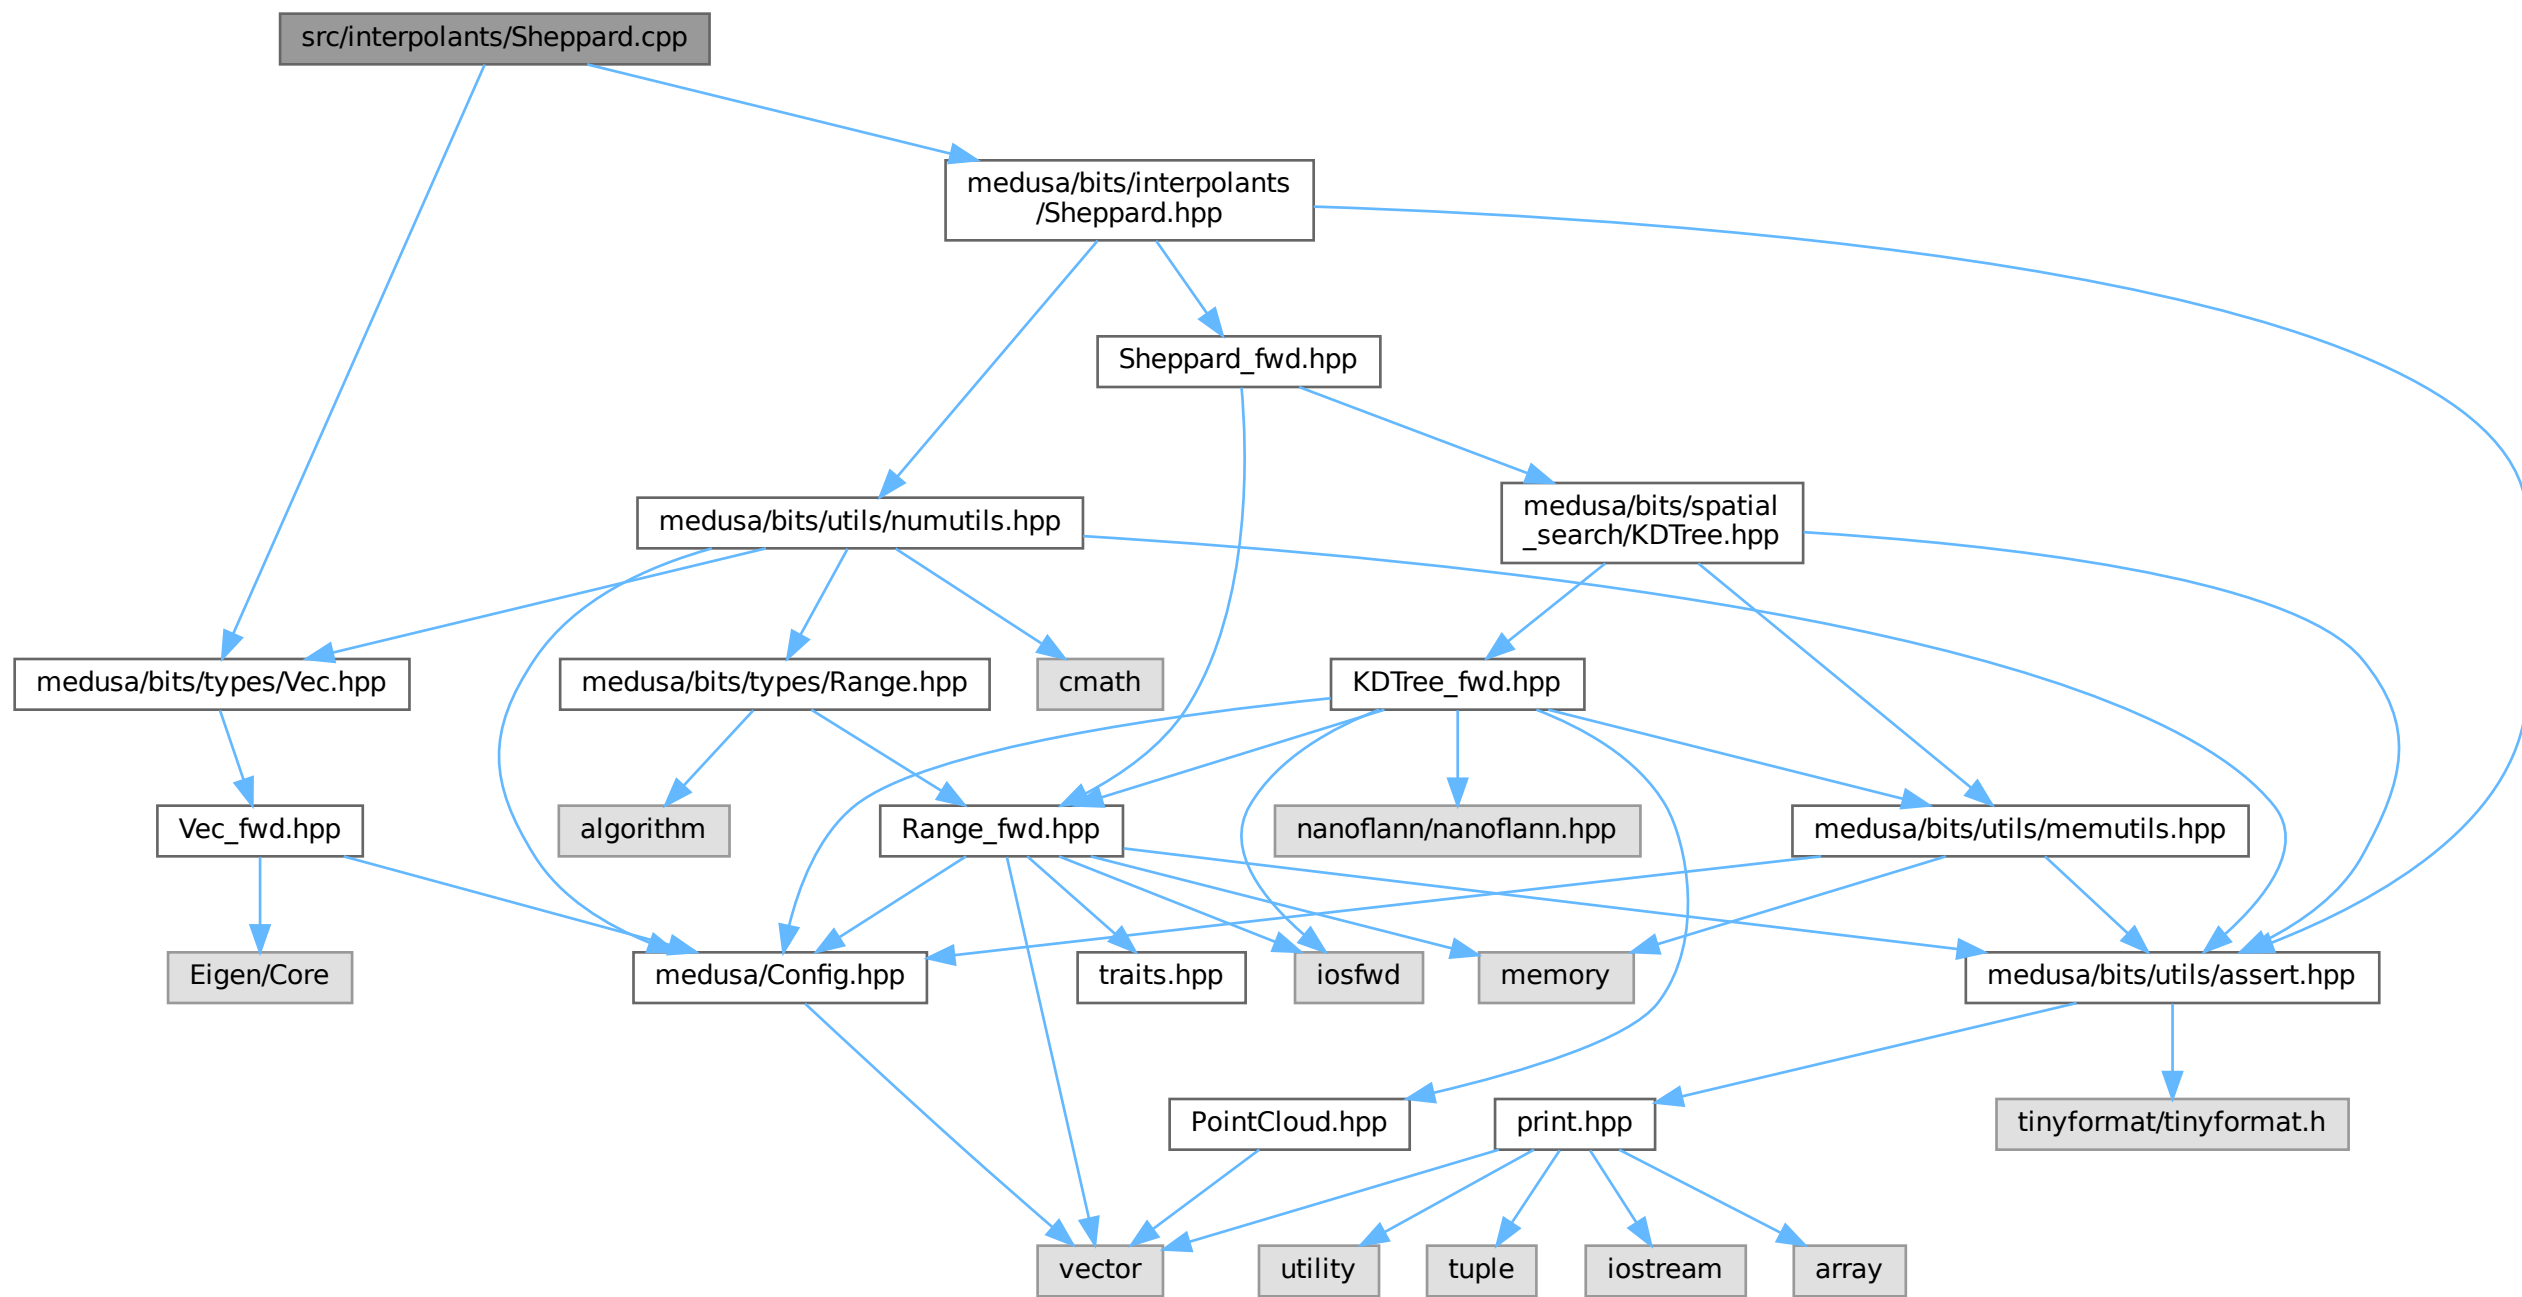 src/interpolants/Sheppard.cpp
medusa/bits/interpolants
/Sheppard.hpp
Sheppard_fwd.hpp
medusa/bits/utils/numutils.hpp
medusa/bits/spatial
_search/KDTree.hpp
medusa/bits/types/Vec.hpp
medusa/bits/types/Range.hpp
cmath
KDTree_fwd.hpp
Vec_fwd.hpp
algorithm
Range_fwd.hpp
nanoflann/nanoflann.hpp
medusa/bits/utils/memutils.hpp
Eigen/Core
medusa/Config.hpp
traits.hpp
iosfwd
memory
medusa/bits/utils/assert.hpp
PointCloud.hpp
print.hpp
tinyformat/tinyformat.h
vector
utility
tuple
iostream
array